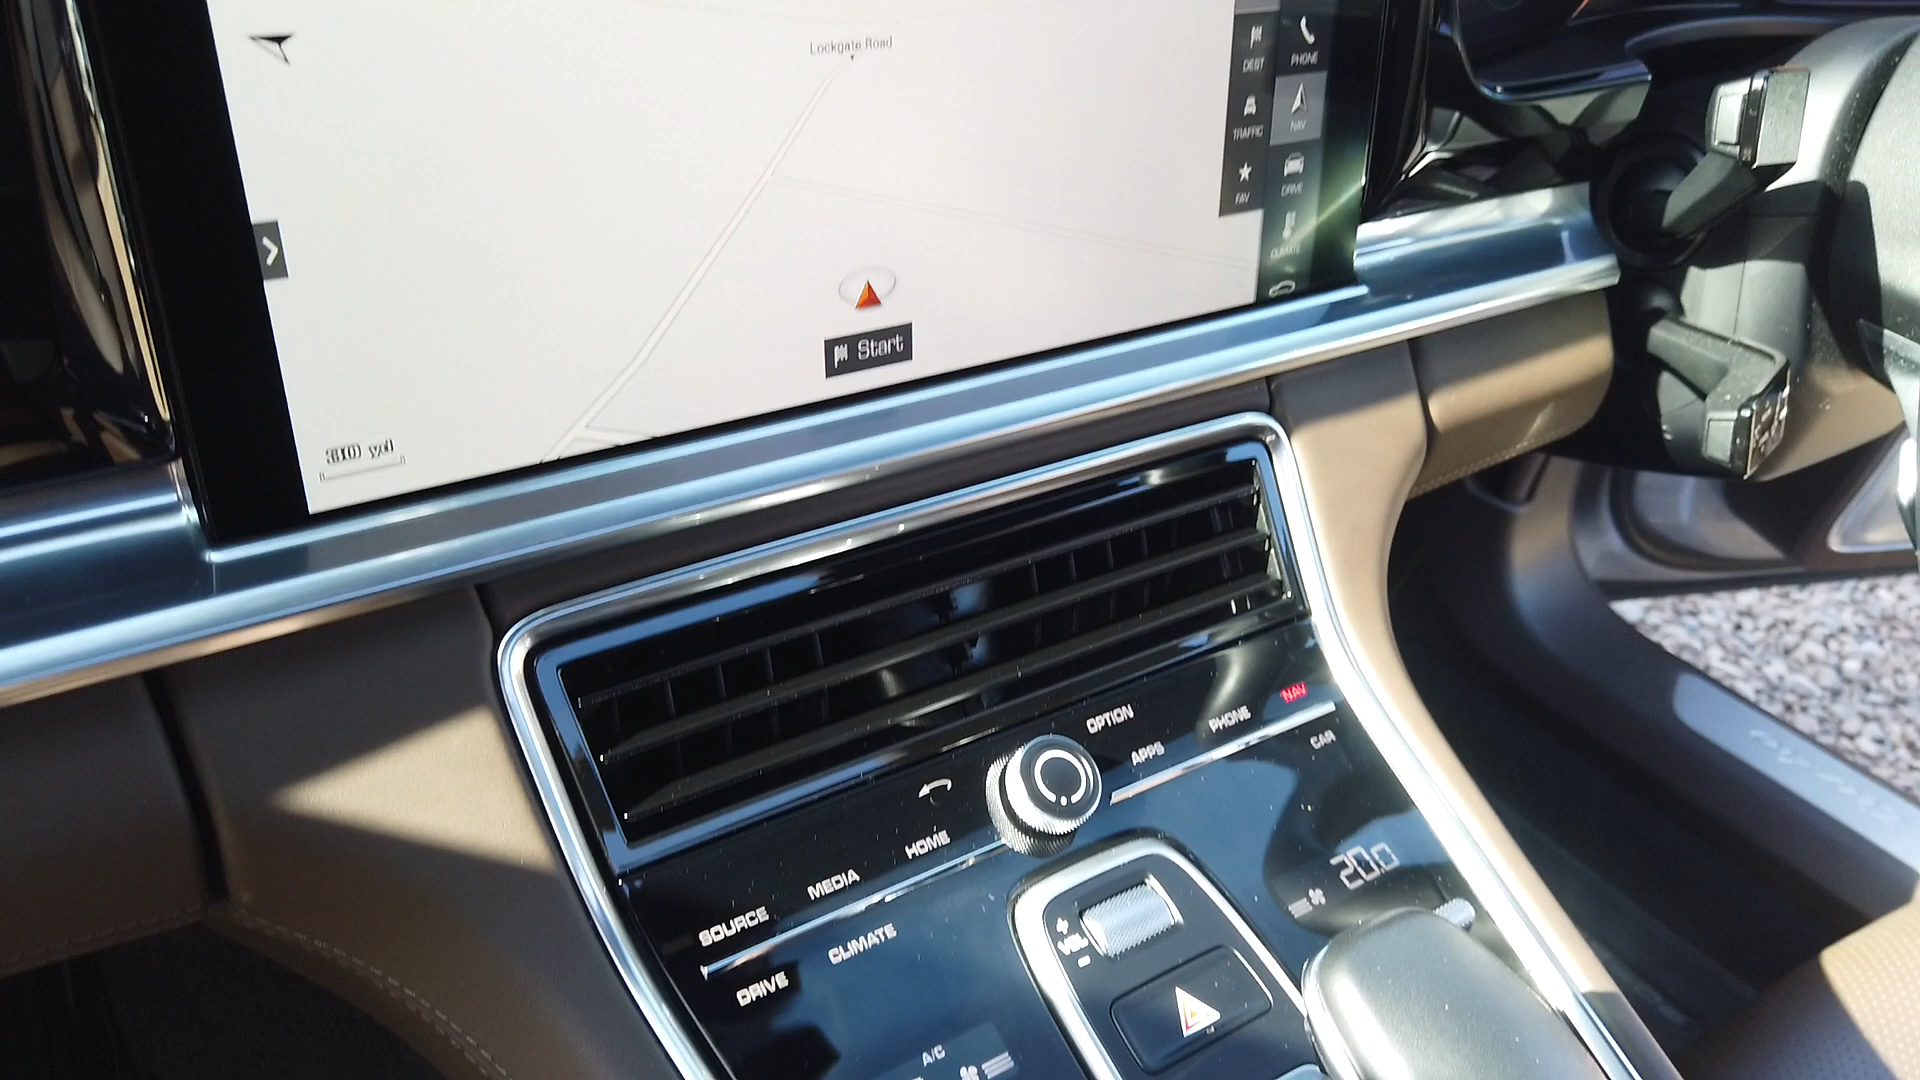 Lockgate Road
DEST
TRAFFIC
FAV
PHONE
NAV
DRIVE
CLIMATE
Start
OPTION
PHONE
NAV
APPS
CAR
HOME
MEDIA
SOURCE
CLIMATE
DRIVE
20.0
+
VOL
-
A/C